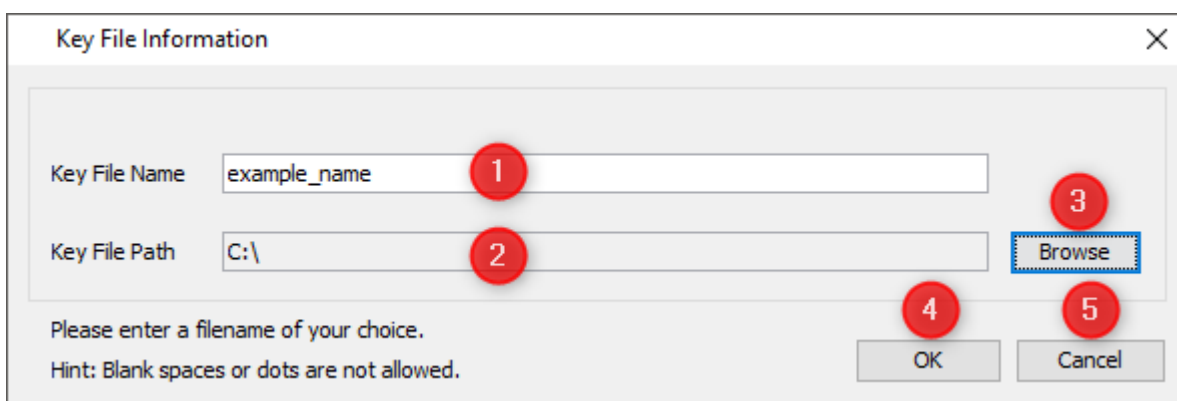 Key File Information
Key File Name example_name 1
3
Key File Path C:\ 2 Browse
4 5
Please enter a filename of your choice.
OK Cancel
Hint: Blank spaces or dots are not allowed.